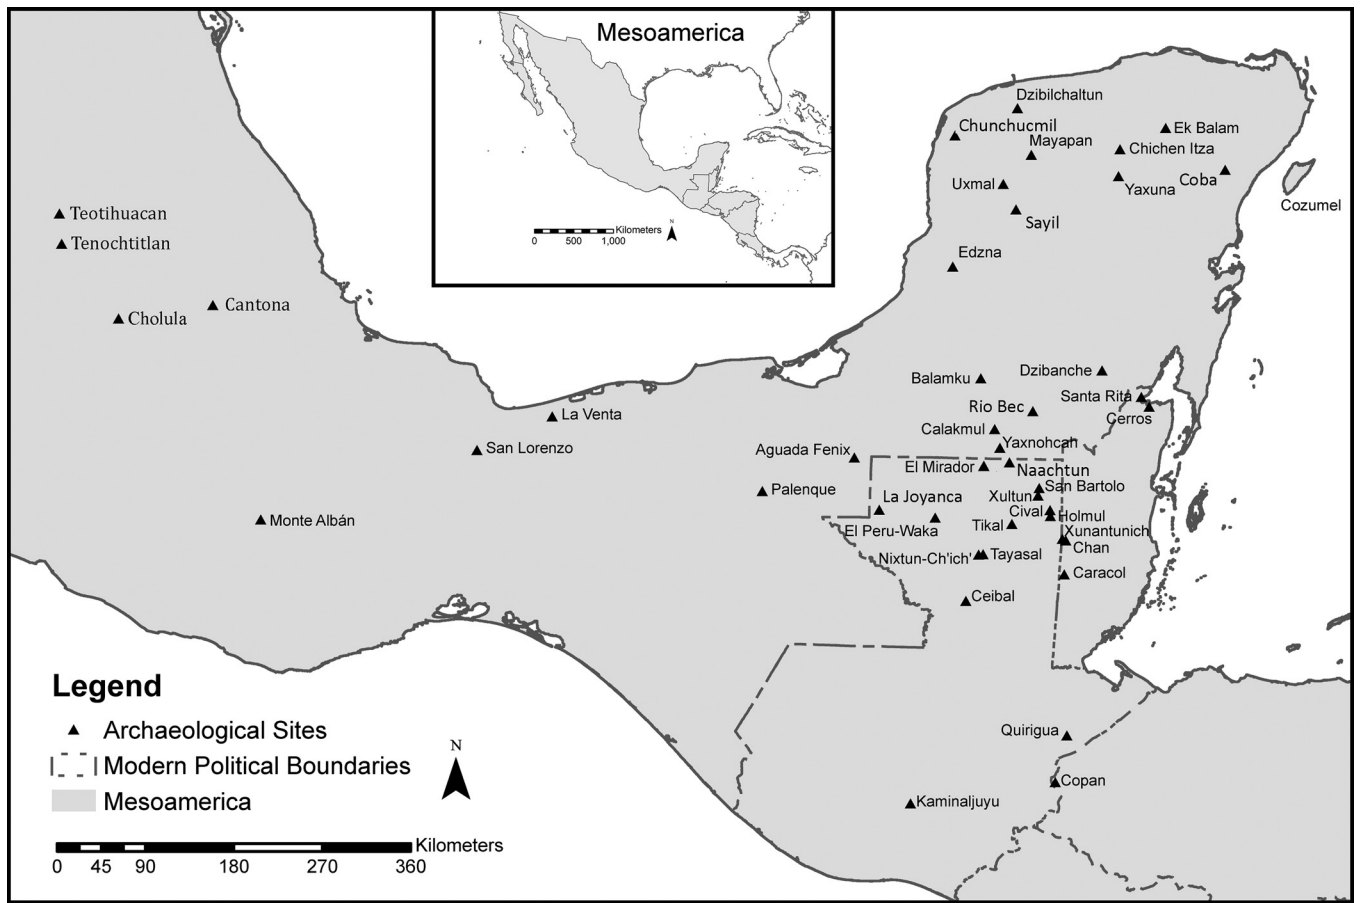 Mesoamerica
N
0 500 1,000 Kilometers
Dzibilchaltun
Chunchucmil
Ek Balam
Mayapan
Chichen Itza
Uxmal
Yaxuna
Coba
Cozumel
Teotihuacan
Sayil
Tenochtitlan
Edzna
Cantona
Cholula
Balamku
Dzibanche
Santa Rita
Rio Bec
Cerros
La Venta
Calakmul
Yaxnohcah
San Lorenzo
Aguada Fenix
El Mirador
Naachtun
Palenque
San Bartolo
La Joyanca
Xultun
Cival
Holmul
Monte Albán
El Peru-Waka
Tikal
Xunantunich
Chan
Nixtun-Ch'ich'
Tayasal
Caracol
Ceibal
Legend
Archaeological Sites
Modern Political Boundaries
Mesoamerica
N
Quirigua
Copan
Kaminaljuyu
Kilometers
0 45 90 180 270 360